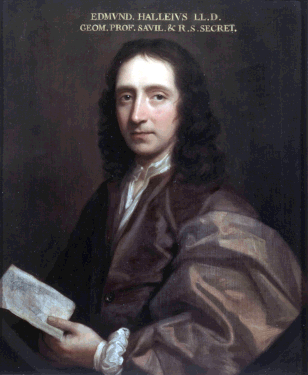 EDMVND. HALLEIVS LL.D.
GEOM. PROF. SAVIL. & R.S. SECRET.